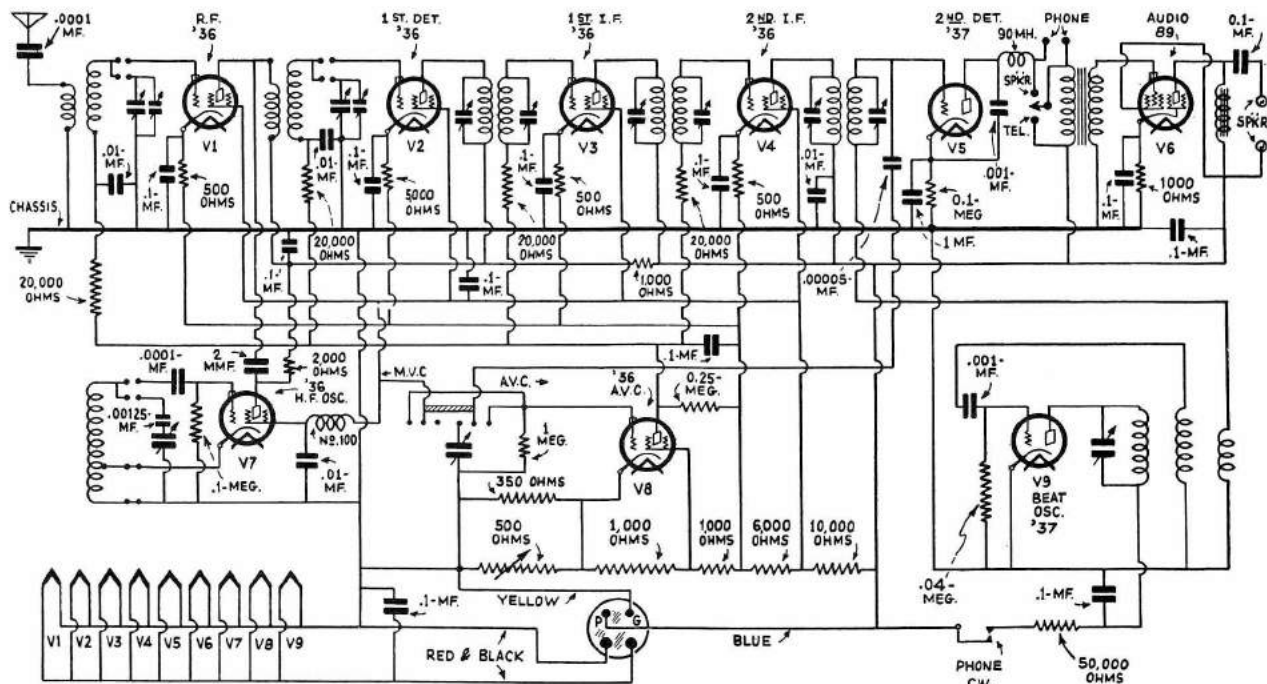 .0001
MF.
R.F.
'36
1 ST. DET.
'36
1 ST. I.F.
'36
2 ND. I.F.
'36
2 ND. DET.
'37
90 MH.
PHONE
AUDIO
89
0.1-
MF.
SPKR
TEL.
SPKR
V1
V2
V3
V4
V5
V6
.01-
MF.
.1-
MF.
500
OHMS
.01-
MF.
.1-
MF.
5000
OHMS
.1-
MF.
500
OHMS
.1-
MF.
500
OHMS
.01-
MF.
.001-
MF.
0.1-
MEG.
1 MF.
.1-
MF.
1000
OHMS
.1-MF.
CHASSIS
20,000
OHMS
20,000
OHMS
20,000
OHMS
20,000
OHMS
.1-
MF.
.1-
MF.
1,000
OHMS
.00005-
MF.
.0001-
MF.
2
MMF.
2,000
OHMS
'36
H.F. OSC.
M.V.C
A.V.C.
.1-MF.
'36
A.V.C.
0.25-
MEG.
.00125-
MF.
V7
.1-MEG.
NO.100
.01-
MF.
1
MEG.
350 OHMS
V8
.001-
MF.
V9
BEAT
OSC.
'37
500
OHMS
1,000
OHMS
1,000
OHMS
6,000
OHMS
10,000
OHMS
.04-
MEG.
.1-MF.
YELLOW
.1-MF.
P G
BLUE
V1 V2 V3 V4 V5 V6 V7 V8 V9
RED & BLACK
PHONE
CW
50,000
OHMS